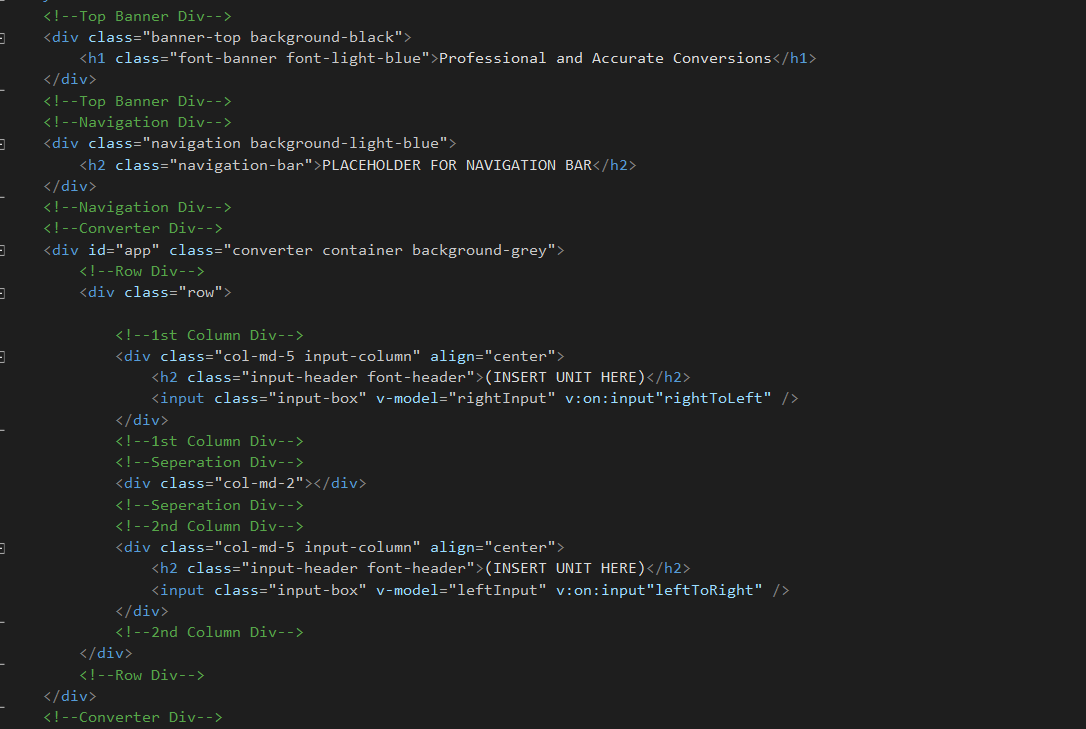 <!--Top Banner Div-->
<div class="banner-top background-black">
<h1 class="font-banner font-light-blue">Professional and Accurate Conversions</h1>
</div>
<!--Top Banner Div-->
<!--Navigation Div-->
<div class="navigation background-light-blue">
<h2 class="navigation-bar">PLACEHOLDER FOR NAVIGATION BAR</h2>
</div>
<!--Navigation Div-->
<!--Converter Div-->
<div id="app" class="converter container background-grey">
<!--Row Div-->
<div class="row">
<!--1st Column Div-->
<div class="col-md-5 input-column" align="center">
<h2 class="input-header font-header">(INSERT UNIT HERE)</h2>
<input class="input-box" v-model="rightInput" v:on:input"rightToLeft" />
</div>
<!--1st Column Div-->
<!--Seperation Div-->
<div class="col-md-2"></div>
<!--Seperation Div-->
<!--2nd Column Div-->
<div class="col-md-5 input-column" align="center">
<h2 class="input-header font-header">(INSERT UNIT HERE)</h2>
<input class="input-box" v-model="leftInput" v:on:input"leftToRight" />
</div>
<!--2nd Column Div-->
</div>
<!--Row Div-->
</div>
<!--Converter Div-->